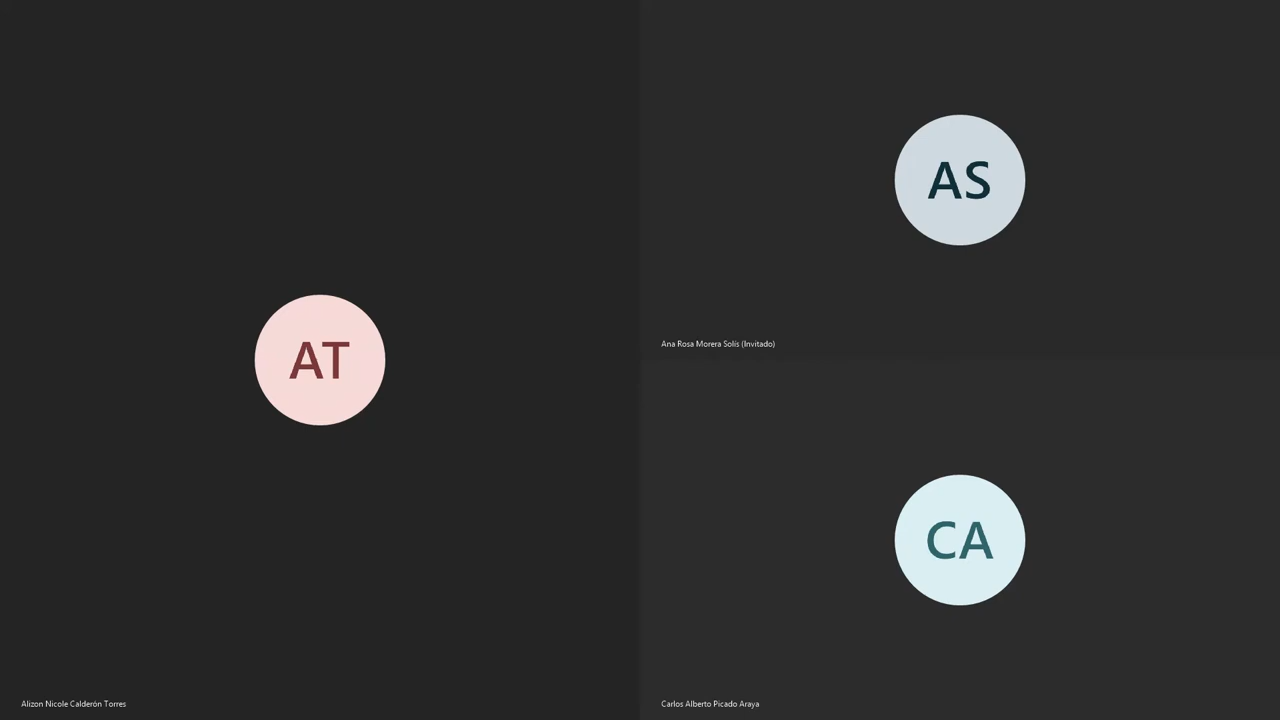 AT
Alizon Nicole Calderón Torres
AS
Ana Rosa Morera Solís (Invitado)
CA
Carlos Alberto Picado Araya